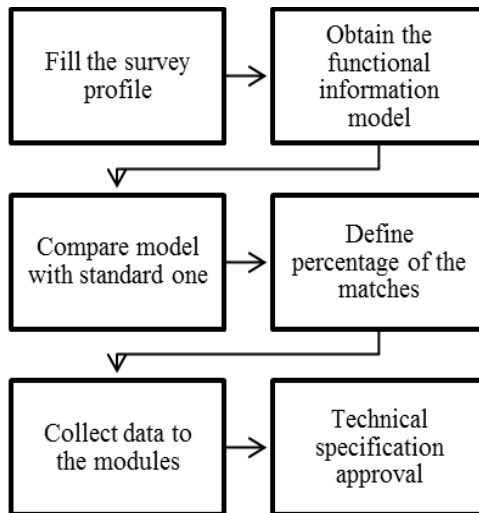 Fill the survey
profile
Obtain the
functional
information
model
Compare model
with standard one
Define
percentage of the
matches
Collect data to
the modules
Technical
specification
approval